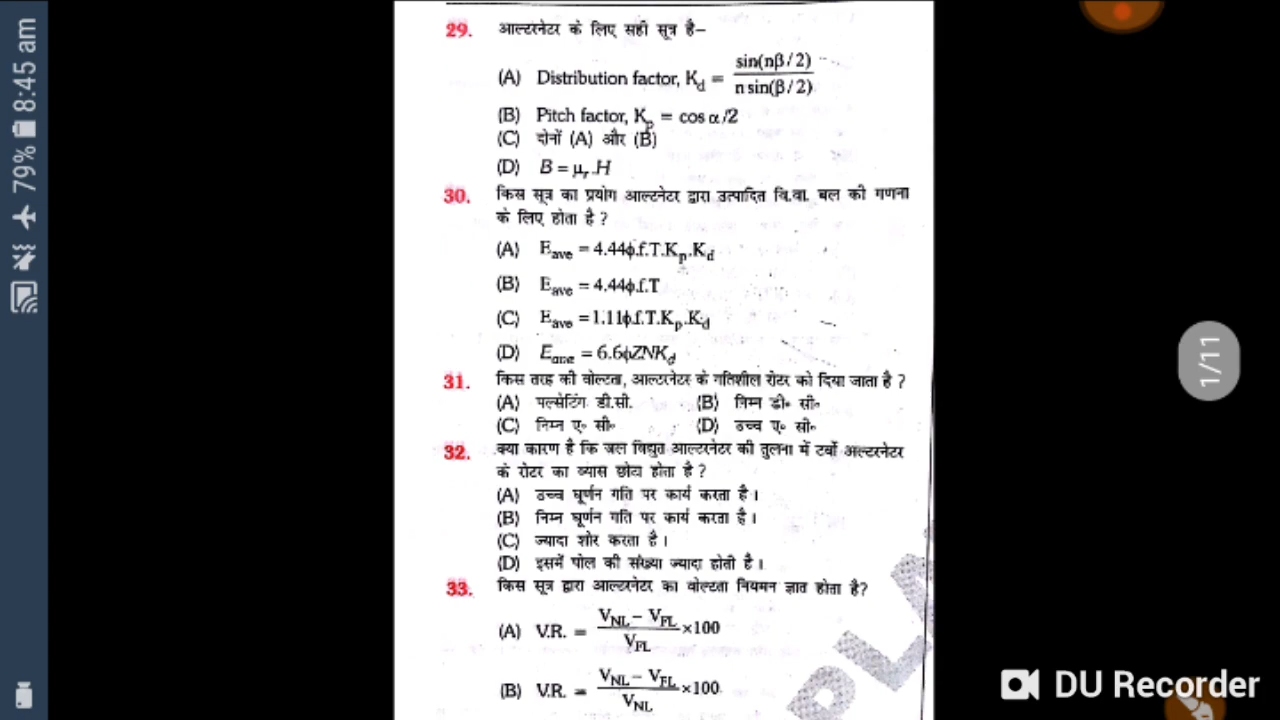 79% 8:45 am
29. आल्टरनेटर के लिए सही सूत्र है–
(A) Distribution factor, K_d = sin(nβ/2) / n sin(β/2)
(B) Pitch factor, K_p = cos α/2
(C) दोनों (A) और (B)
(D) B = μ_r.H
30. किस सूत्र का प्रयोग आल्टनेटर द्वारा उत्पादित वि.वा. बल की गणना
के लिए होता है ?
(A) E_ave = 4.44ϕ.f.T.K_p.K_d
(B) E_ave = 4.44ϕ.f.T
(C) E_ave = 1.11ϕ.f.T.K_p.K_d
(D) E_ave = 6.6ϕZNK_d
31. किस तरह की वोल्टता, आल्टरनेटर के गतिशील रोटर को दिया जाता है ?
(A) पल्सेटिंग डी.सी. (B) निम्न डी॰ सी॰
(C) निम्न ए॰ सी॰ (D) उच्च ए॰ सी॰
32. क्या कारण है कि जल विद्युत आल्टरनेटर की तुलना में टर्बो अल्टरनेटर
के रोटर का व्यास छोटा होता है ?
(A) उच्च घूर्णन गति पर कार्य करता है।
(B) निम्न घूर्णन गति पर कार्य करता है।
(C) ज्यादा शोर करता है।
(D) इसमें पोल की संख्या ज्यादा होती है।
33. किस सूत्र द्वारा आल्टरनेटर का वोल्टता नियमन ज्ञात होता है?
(A) V.R. = V_NL – V_FL / V_FL ×100
(B) V.R. = V_NL – V_FL / V_NL ×100
1/11
PLA
DU Recorder